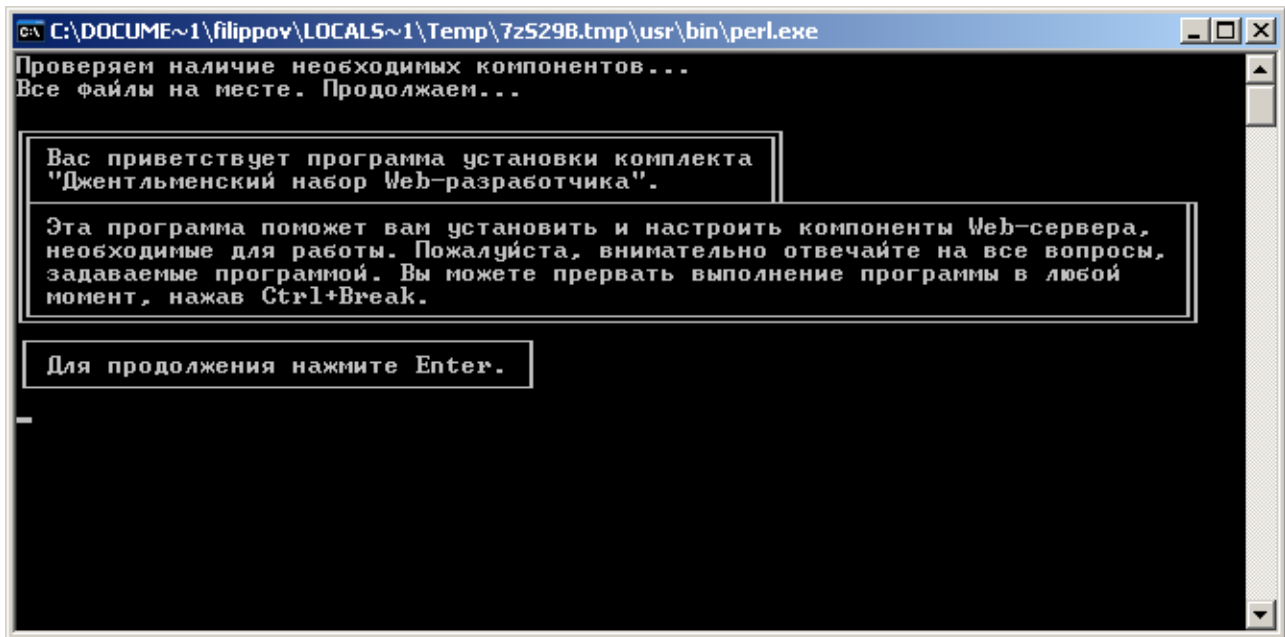 C:\DOCUME~1\filippov\LOCALS~1\Temp\7zS29B.tmp\usr\bin\perl.exe
Проверяем наличие необходимых компонентов...
Все файлы на месте. Продолжаем...
Вас приветствует программа установки комплекта
"Джентльменский набор Web-разработчика".
Эта программа поможет вам установить и настроить компоненты Web-сервера,
необходимые для работы. Пожалуйста, внимательно отвечайте на все вопросы,
задаваемые программой. Вы можете прервать выполнение программы в любой
момент, нажав Ctrl+Break.
Для продолжения нажмите Enter.